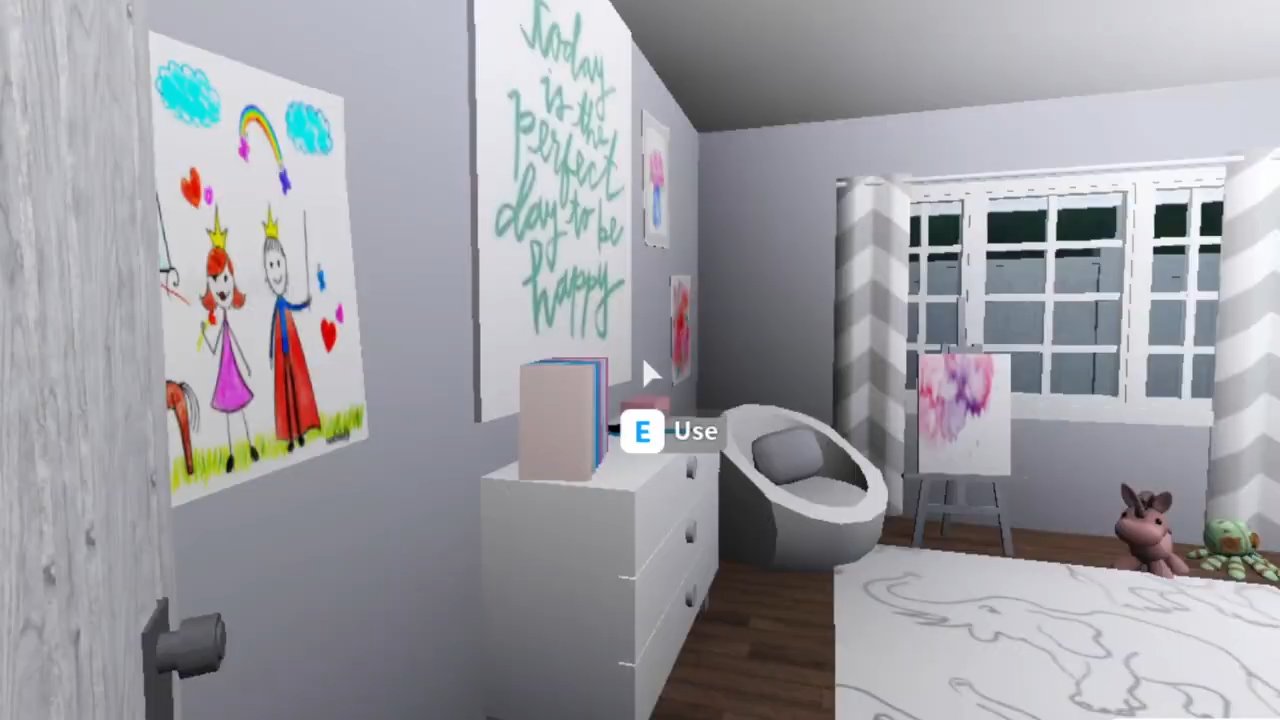 today
is the
perfect
day to be
happy
E Use